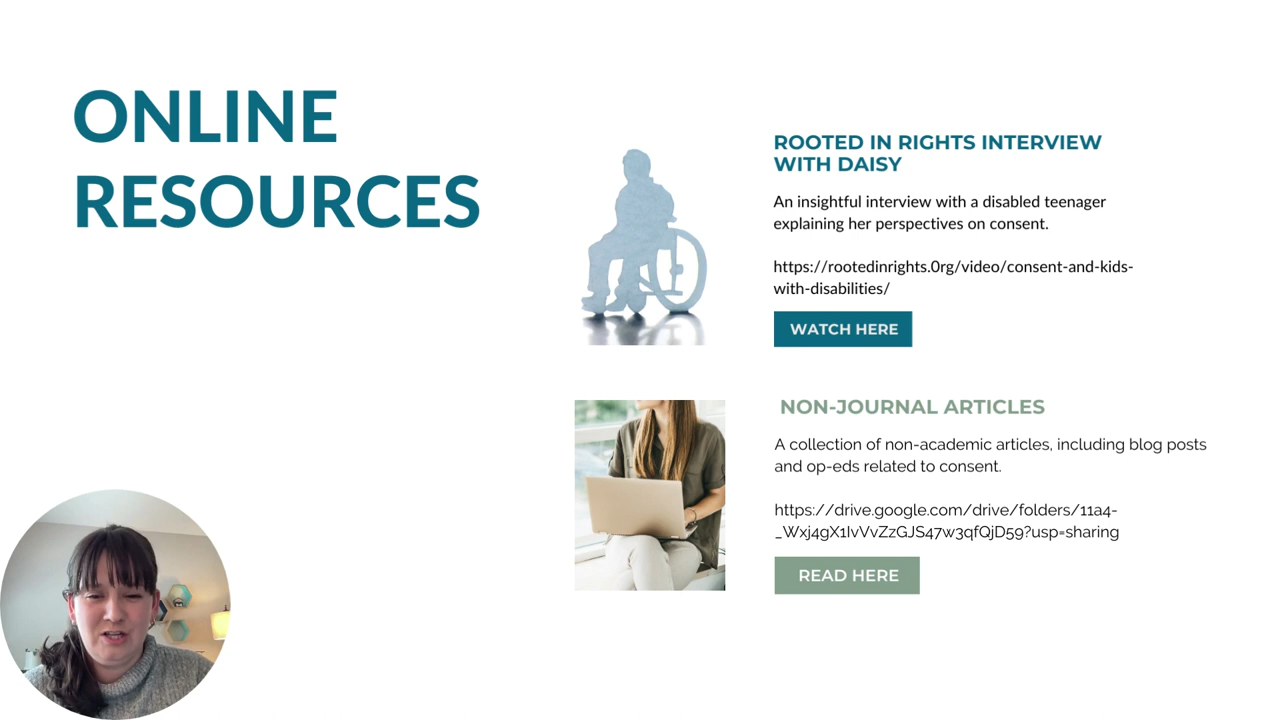 ONLINE
RESOURCES
ROOTED IN RIGHTS INTERVIEW
WITH DAISY
An insightful interview with a disabled teenager
explaining her perspectives on consent.
https://rootedinrights.0rg/video/consent-and-kids-
with-disabilities/
WATCH HERE
NON-JOURNAL ARTICLES
A collection of non-academic articles, including blog posts
and op-eds related to consent.
https://drive.google.com/drive/folders/11a4-
_Wxj4gX1IvVvZzGJS47w3qfQjD59?usp=sharing
READ HERE